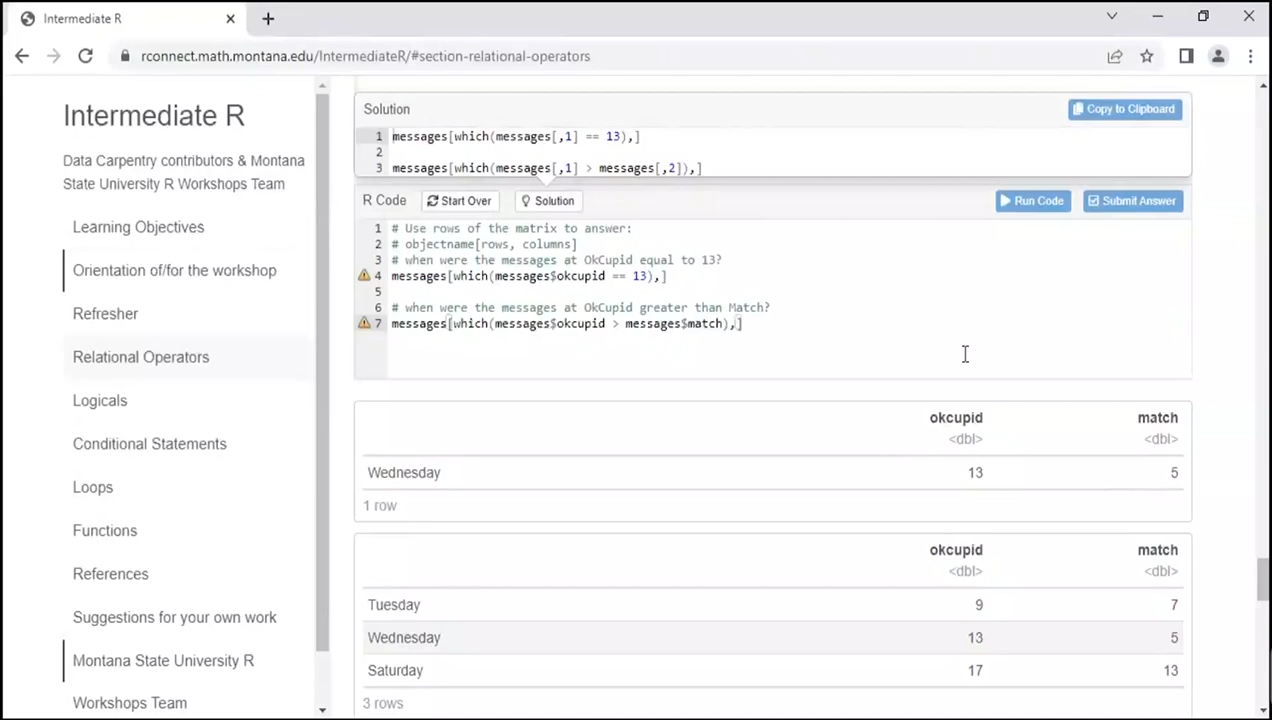 Intermediate R
rconnect.math.montana.edu/IntermediateR/#section-relational-operators
Intermediate R
Data Carpentry contributors & Montana
State University R Workshops Team
Learning Objectives
Orientation of/for the workshop
Refresher
Relational Operators
Logicals
Conditional Statements
Loops
Functions
References
Suggestions for your own work
Montana State University R
Workshops Team
Solution
Copy to Clipboard
1 messages[which(messages[,1] == 13),]
2
3 messages[which(messages[,1] > messages[,2]),]
R Code Start Over Solution Run Code Submit Answer
1 # Use rows of the matrix to answer:
2 # objectname[rows, columns]
3 # when were the messages at OkCupid equal to 13?
4 messages[which(messages$okcupid == 13),]
5
6 # when were the messages at OkCupid greater than Match?
7 messages[which(messages$okcupid > messages$match),]
okcupid match
<dbl> <dbl>
Wednesday 13 5
1 row
okcupid match
<dbl> <dbl>
Tuesday 9 7
Wednesday 13 5
Saturday 17 13
3 rows